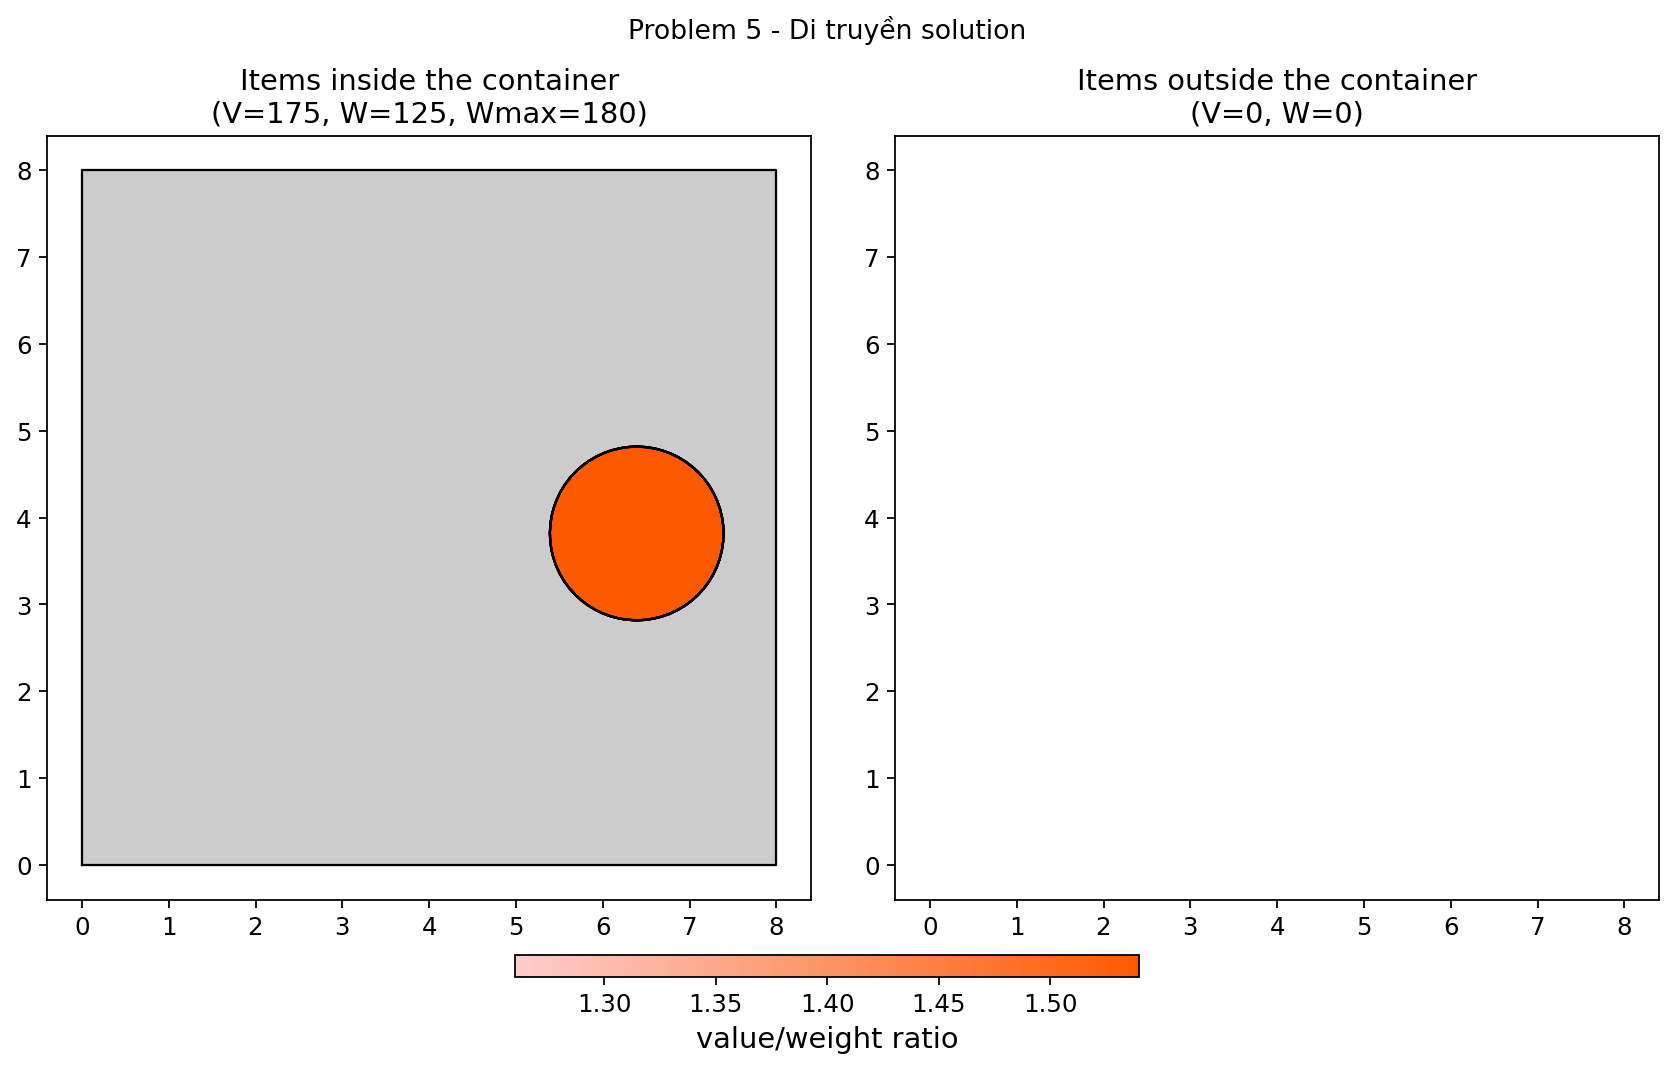 Problem 5 - Di truyền solution
Items inside the container
(V=175, W=125, Wmax=180)
8
7
6
5
4
3
2
1
0
0 1 2 3 4 5 6 7 8
Items outside the container
(V=0, W=0)
8
7
6
5
4
3
2
1
0
0 1 2 3 4 5 6 7 8
1.30 1.35 1.40 1.45 1.50
value/weight ratio